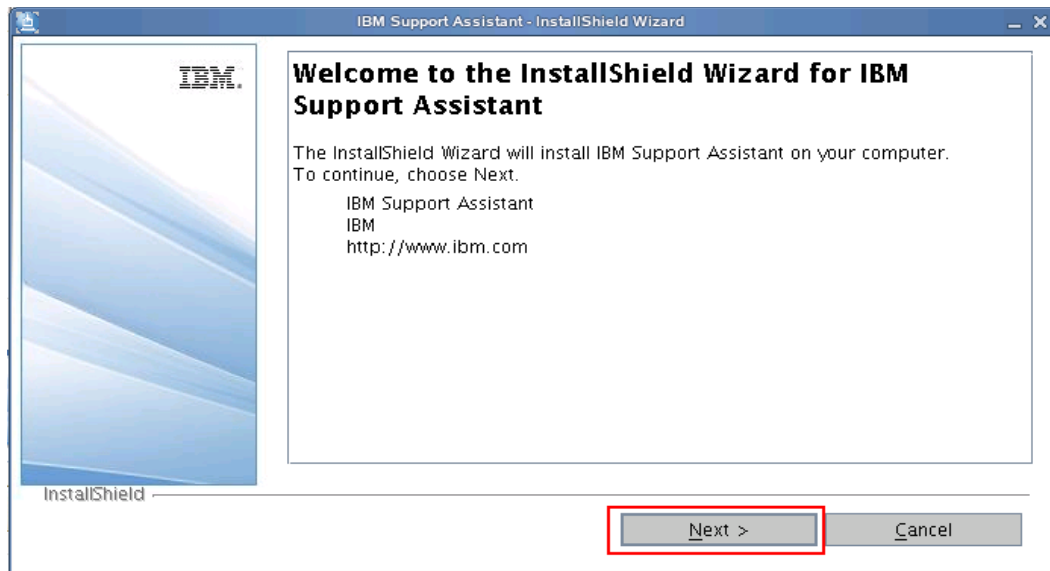 IBM Support Assistant - InstallShield Wizard
IBM.
Welcome to the InstallShield Wizard for IBM
Support Assistant
The InstallShield Wizard will install IBM Support Assistant on your computer.
To continue, choose Next.
IBM Support Assistant
IBM
http://www.ibm.com
InstallShield
Next >
Cancel